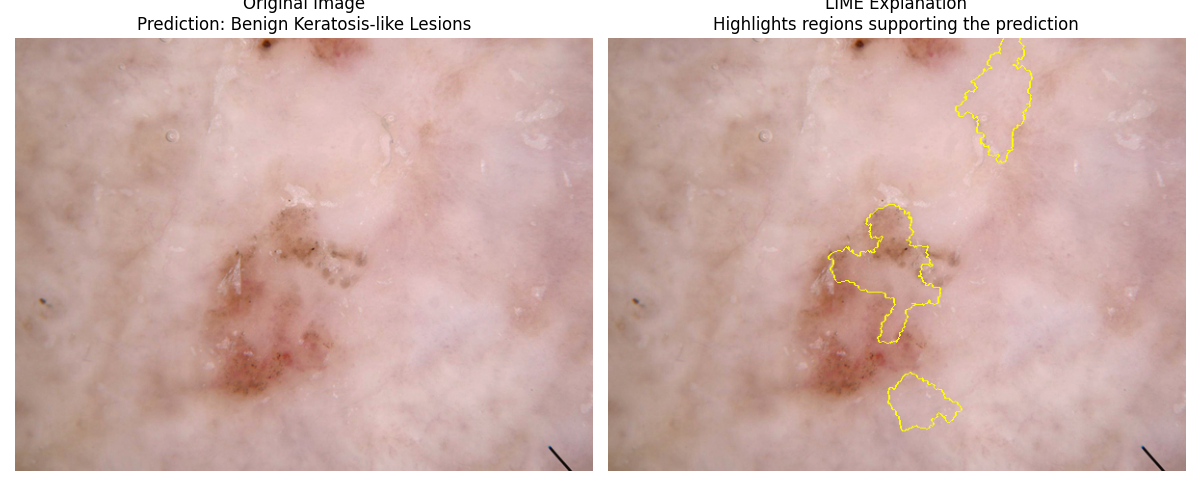 Original Image
Prediction: Benign Keratosis-like Lesions
LIME Explanation
Highlights regions supporting the prediction